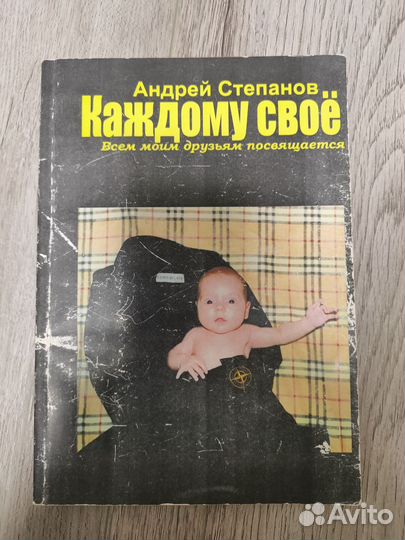 Андрей Степанов
Каждому своё
Всем моим друзьям посвящается
Avito